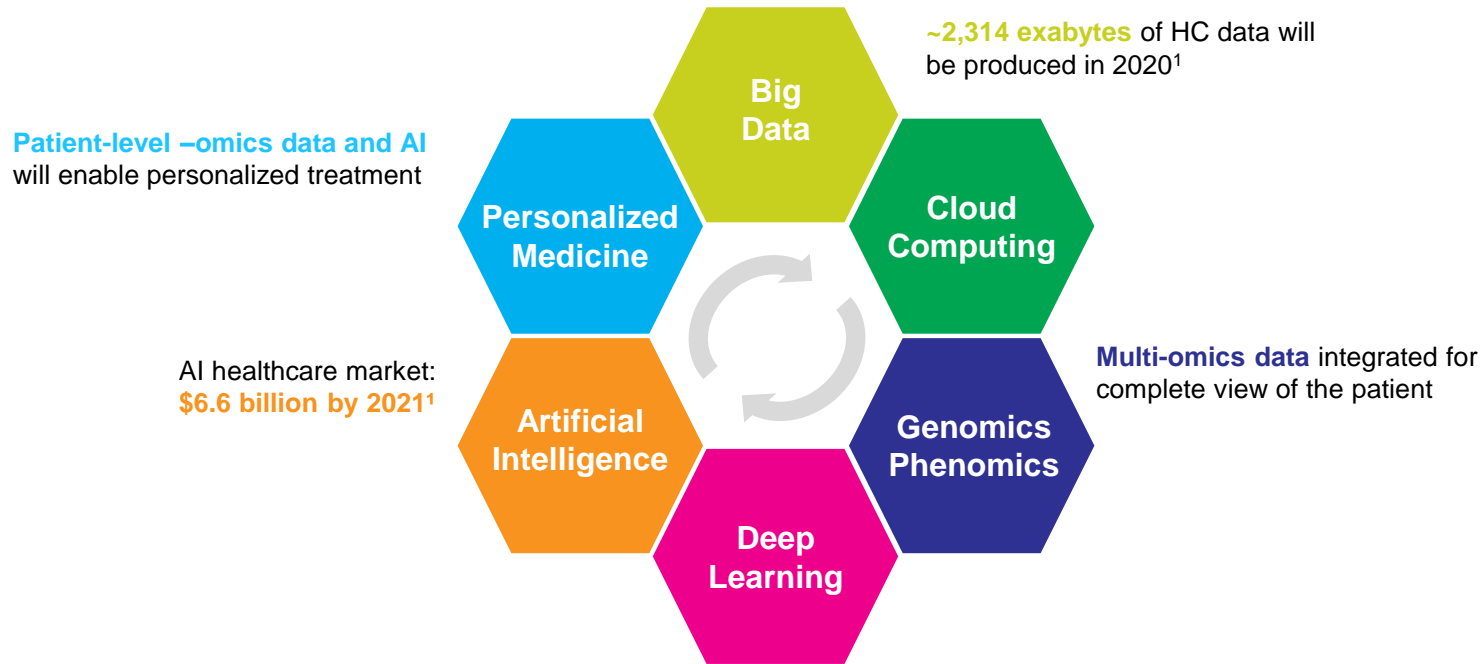 ~2,314 exabytes of HC data will
be produced in 2020¹
Big
Data
Patient-level –omics data and AI
will enable personalized treatment
Personalized
Medicine
Cloud
Computing
AI healthcare market:
$6.6 billion by 2021¹
Multi-omics data integrated for
complete view of the patient
Artificial
Intelligence
Genomics
Phenomics
Deep
Learning